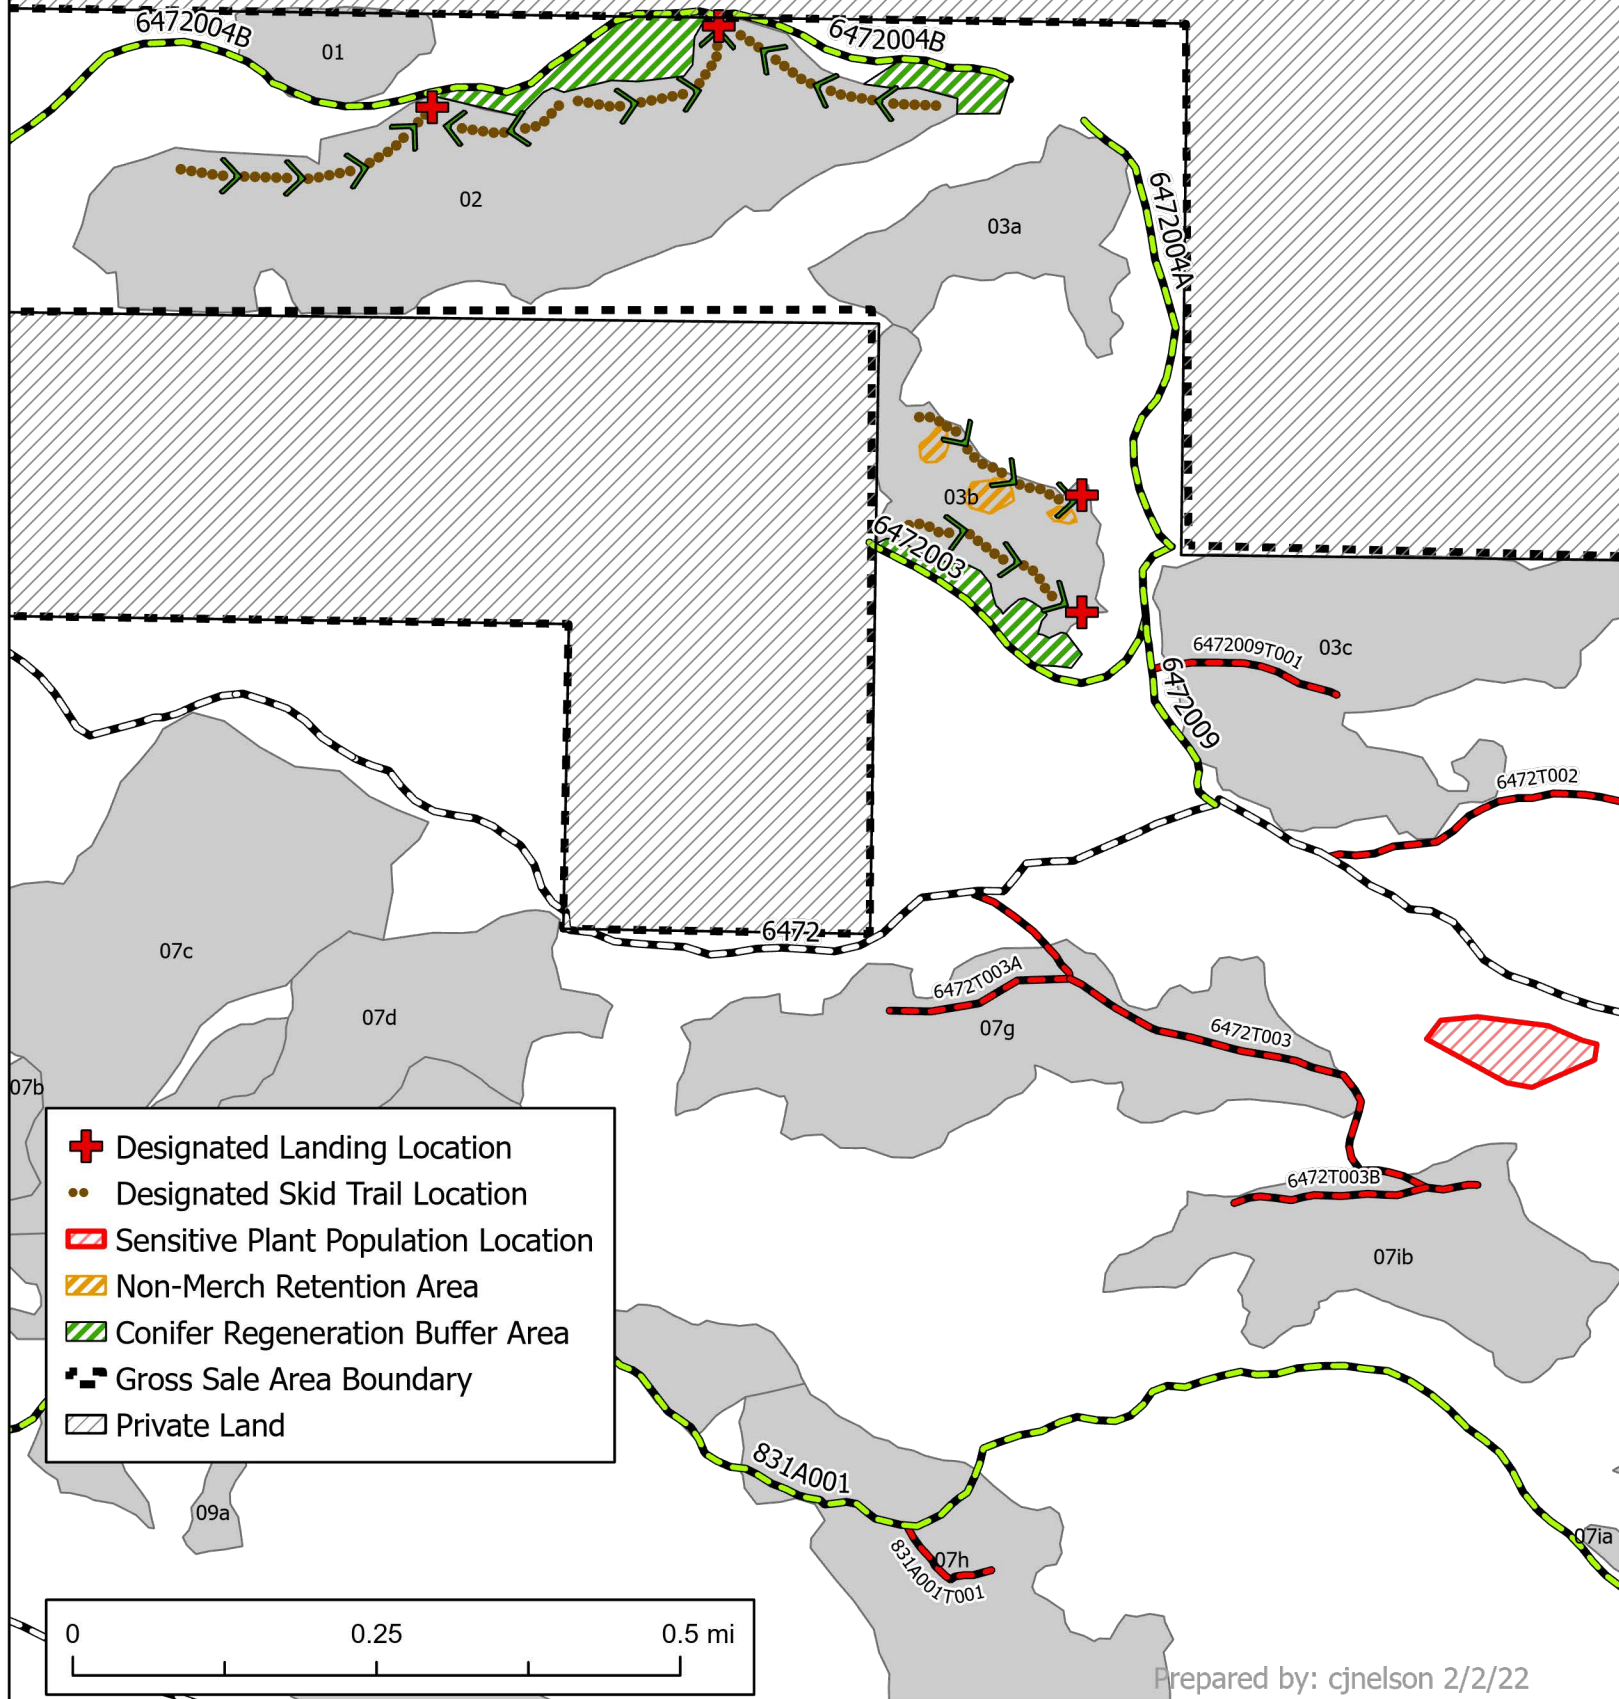 6472004B
01
6472004B
02
03a
6472004A
03b
6472003
6472009T001
03c
6472009
6472T002
6472
07c
6472T003A
07d
07g
6472T003
07b
6472T003B
07ib
Designated Landing Location
Designated Skid Trail Location
Sensitive Plant Population Location
Non-Merch Retention Area
Conifer Regeneration Buffer Area
Gross Sale Area Boundary
Private Land
831A001
09a
07ia
07h
831A001T001
0 0.25 0.5 mi
Prepared by: cjnelson 2/2/22